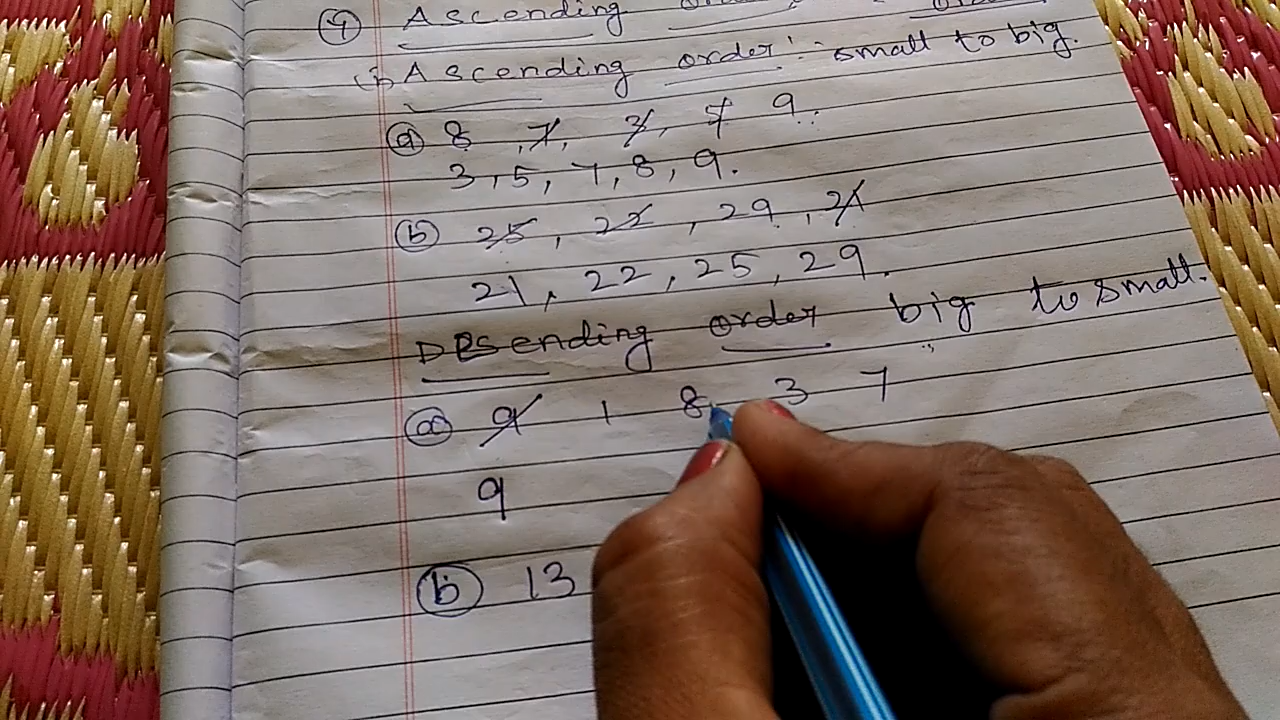 ④ Ascending
(i) Ascending order :- small to big.
ⓐ 8, 7, 3, 5 9.
3, 5, 7, 8, 9.
ⓑ 25, 22, 29, 21
21, 22, 25, 29.
Desending order big to small.
ⓐ 9 1 8, 3 7
9
ⓑ 13